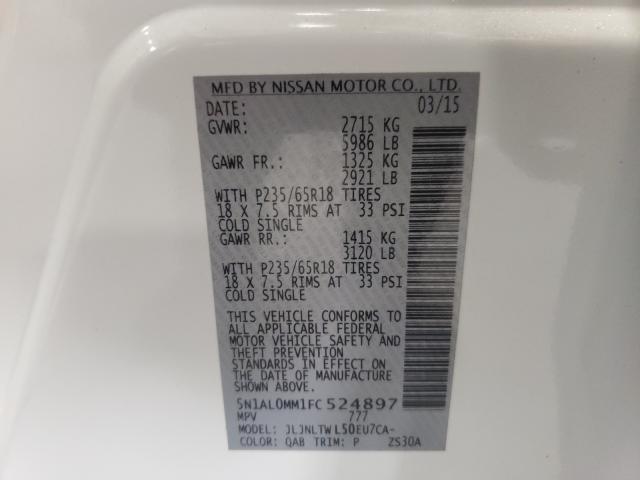 MFD BY NISSAN MOTOR CO., LTD.
DATE: 03/15
GVWR: 2715 KG
5986 LB
GAWR FR.: 1325 KG
2921 LB
WITH P235/65R18 TIRES
18 X 7.5 RIMS AT 33 PSI
COLD SINGLE
GAWR RR.: 1415 KG
3120 LB
WITH P235/65R18 TIRES
18 X 7.5 RIMS AT 33 PSI
COLD SINGLE
THIS VEHICLE CONFORMS TO
ALL APPLICABLE FEDERAL
MOTOR VEHICLE SAFETY AND
THEFT PREVENTION
STANDARDS IN EFFECT ON
THE DATE OF MANUFACTURE
SHOWN ABOVE.
5N1AL0MM1FC 524897
MPV 777
MODEL: JLJNLTWL50EU7CA-
COLOR: QAB TRIM: P ZS30A